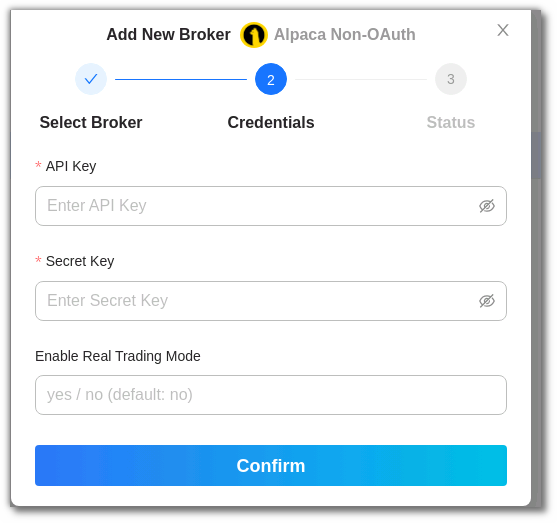 Add New Broker Alpaca Non-OAuth
2 3
Select Broker Credentials Status
* API Key
Enter API Key
* Secret Key
Enter Secret Key
Enable Real Trading Mode
yes / no (default: no)
Confirm